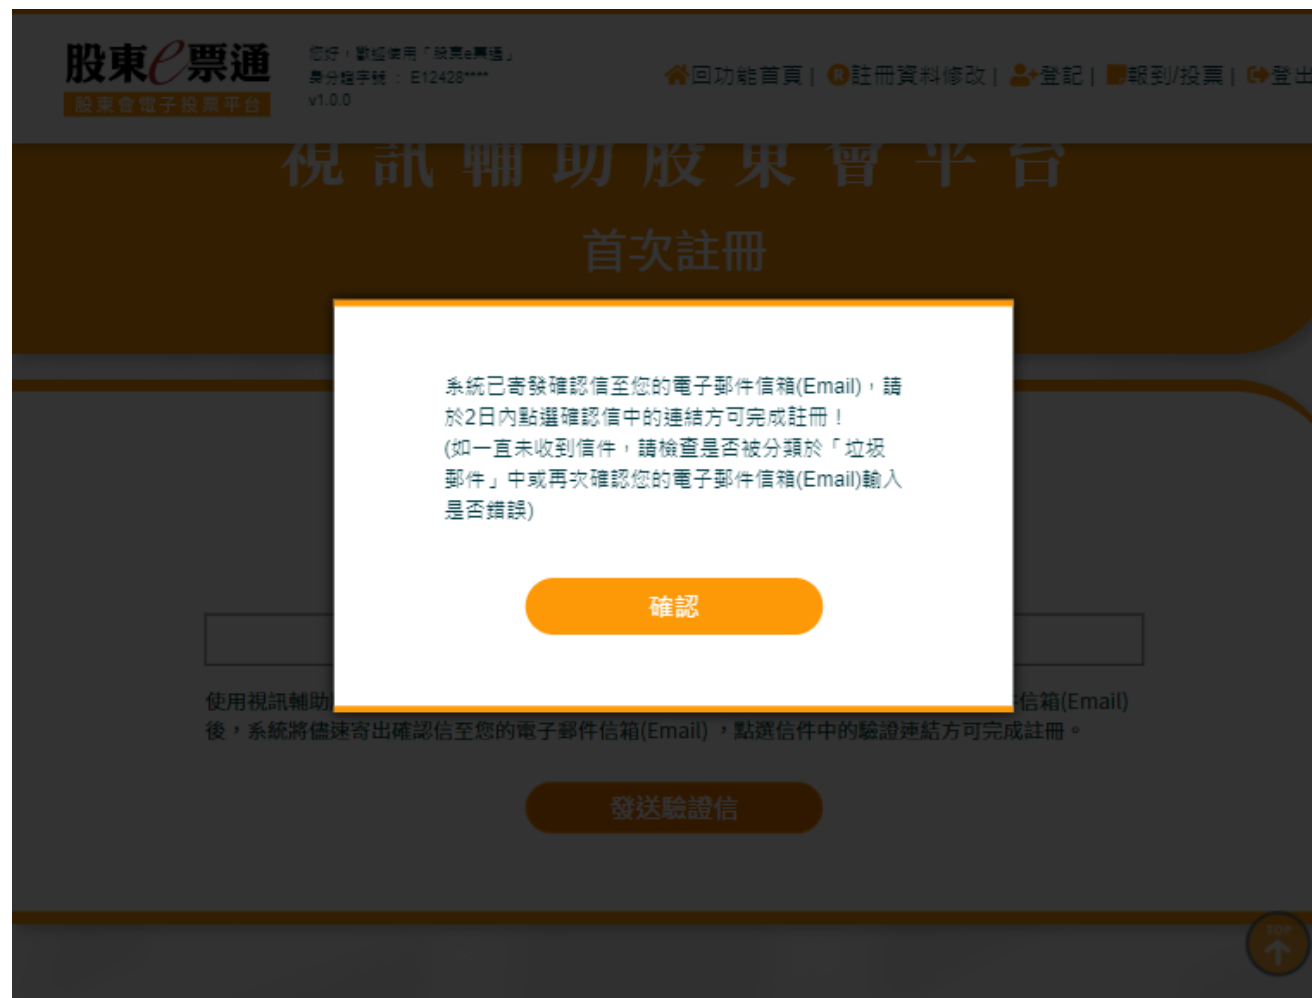 股東e票通
股東會電子投票平台
您好，歡迎使用「股東e票通」
身分證字號 ： E12428****
v1.0.0
回功能首頁 | 註冊資料修改 | 登記 | 報到/投票 | 登出
視訊輔助股東會平台
首次註冊
系統已寄發確認信至您的電子郵件信箱(Email)，請
於2日內點選確認信中的連結方可完成註冊！
(如一直未收到信件，請檢查是否被分類於「垃圾
郵件」中或再次確認您的電子郵件信箱(Email)輸入
是否錯誤)
確認
使用視訊輔助
信箱(Email)
後，系統將儘速寄出確認信至您的電子郵件信箱(Email) ，點選信件中的驗證連結方可完成註冊。
發送驗證信
TOP